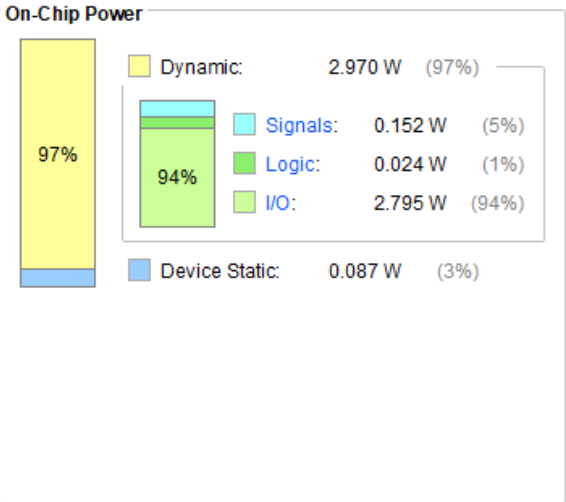 On-Chip Power
Dynamic: 2.970 W (97%)
97%
94%
Signals: 0.152 W (5%)
Logic: 0.024 W (1%)
I/O: 2.795 W (94%)
Device Static: 0.087 W (3%)